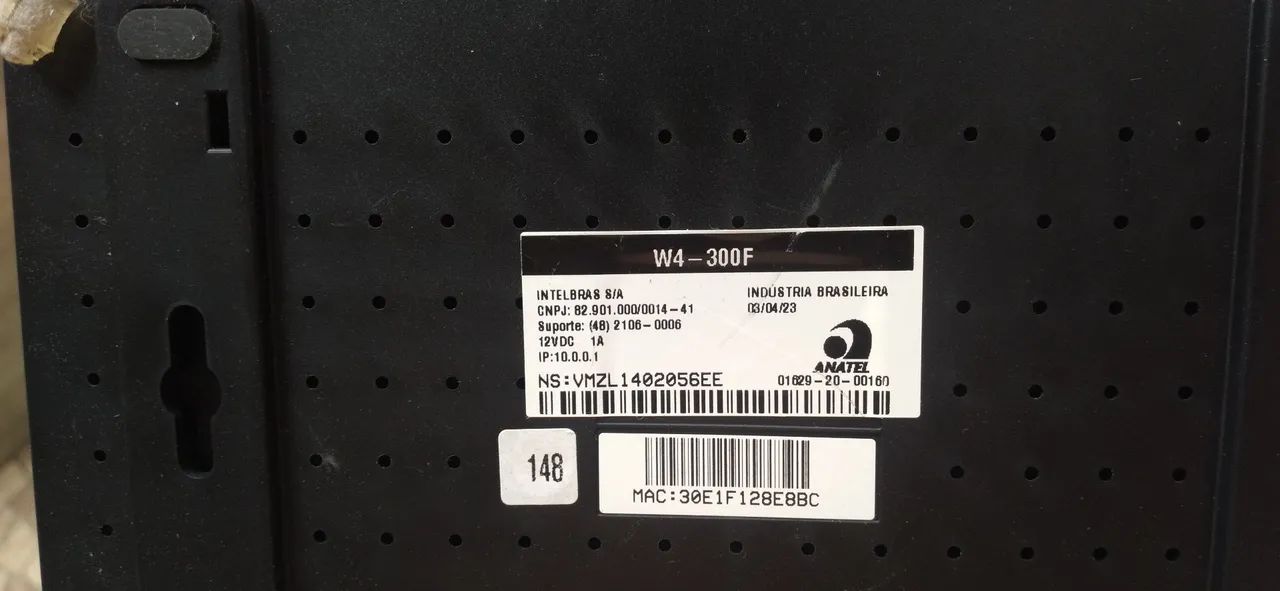 W4-300F
INTELBRAS S/A
CNPJ: 82.901.000/0014-41
Suporte: (48) 2106-0006
12VDC 1A
IP:10.0.0.1
INDÚSTRIA BRASILEIRA
03/04/23
ANATEL
01629-20-00160
NS:VMZL1402056EE
148
MAC:30E1F128E8BC